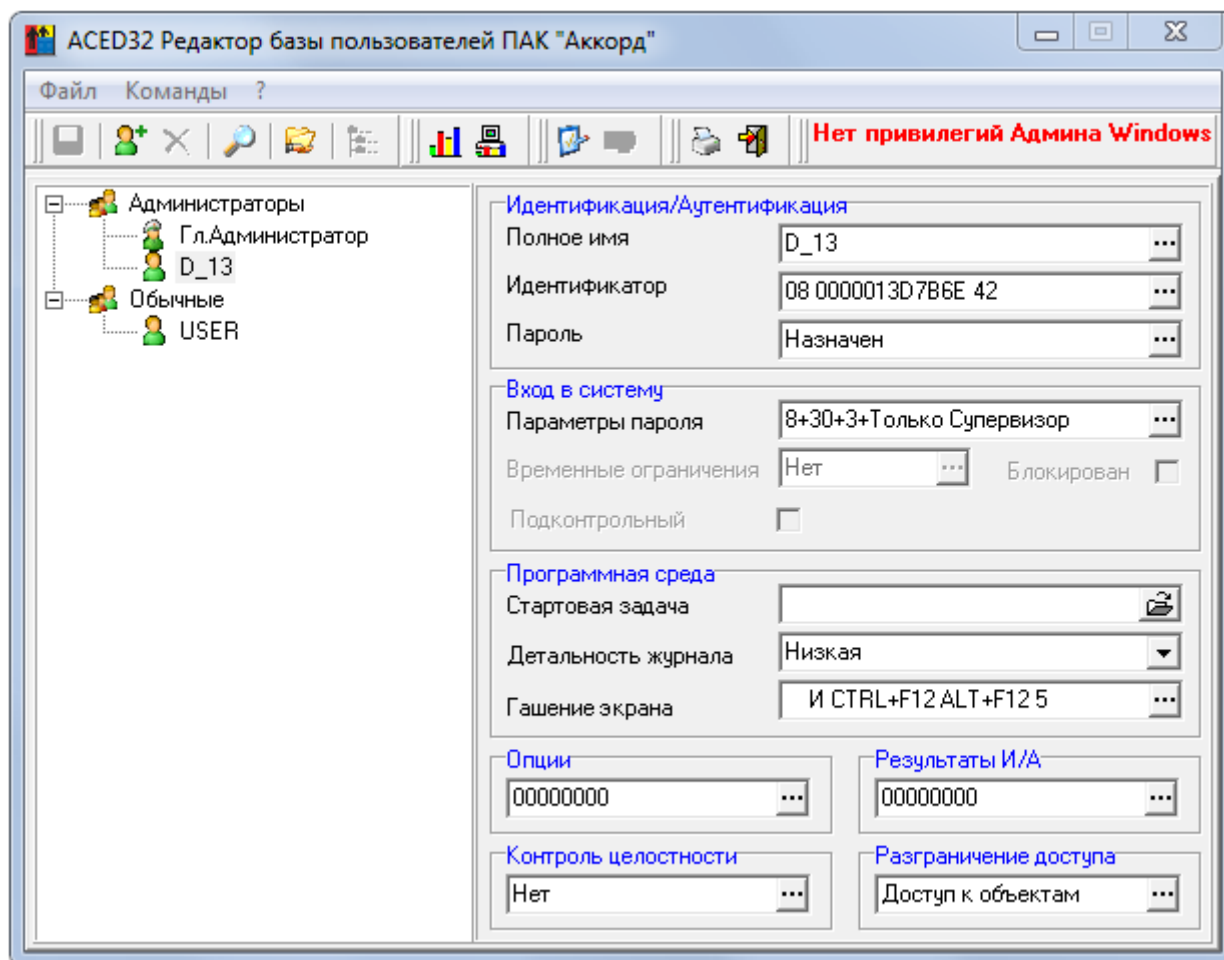 ACED32 Редактор базы пользователей ПАК "Аккорд"
Файл Команды ?
Нет привилегий Админа Windows
Администраторы
Гл.Администратор
D_13
Обычные
USER
Идентификация/Аутентификация
Полное имя D_13 ...
Идентификатор 08 0000013D7B6E 42 ...
Пароль Назначен ...
Вход в систему
Параметры пароля 8+30+3+Только Супервизор ...
Временные ограничения Нет ... Блокирован
Подконтрольный
Программная среда
Стартовая задача
Детальность журнала Низкая
Гашение экрана И CTRL+F12 ALT+F12 5 ...
Опции Результаты И/А
00000000 ... 00000000 ...
Контроль целостности Разграничение доступа
Нет ... Доступ к объектам ...